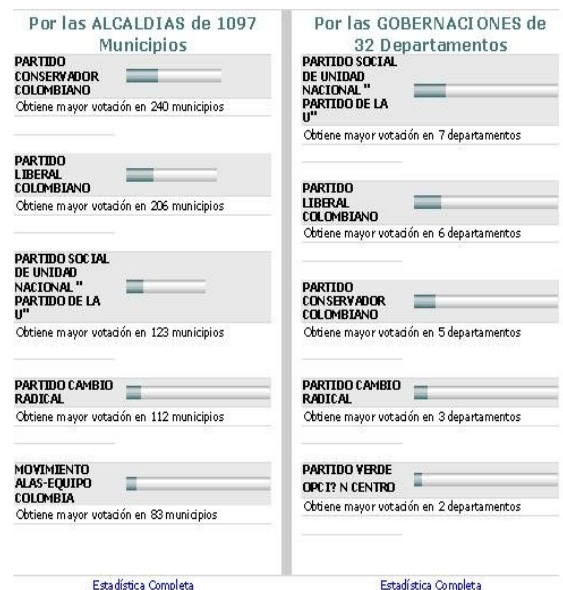 Por las ALCALDIAS de 1097
Municipios
PARTIDO
CONSERVADOR
COLOMBIANO
Obtiene mayor votación en 240 municipios
PARTIDO
LIBERAL
COLOMBIANO
Obtiene mayor votación en 206 municipios
PARTIDO SOCIAL
DE UNIDAD
NACIONAL "
PARTIDO DE LA
U"
Obtiene mayor votación en 123 municipios
PARTIDO CAMBIO
RADICAL
Obtiene mayor votación en 112 municipios
MOVIMIENTO
ALAS-EQUIPO
COLOMBIA
Obtiene mayor votación en 83 municipios
Estadística Completa
Por las GOBERNACIONES de
32 Departamentos
PARTIDO SOCIAL
DE UNIDAD
NACIONAL "
PARTIDO DE LA
U"
Obtiene mayor votación en 7 departamentos
PARTIDO
LIBERAL
COLOMBIANO
Obtiene mayor votación en 6 departamentos
PARTIDO
CONSERVADOR
COLOMBIANO
Obtiene mayor votación en 5 departamentos
PARTIDO CAMBIO
RADICAL
Obtiene mayor votación en 3 departamentos
PARTIDO VERDE
OPCI? N CENTRO
Obtiene mayor votación en 2 departamentos
Estadística Completa